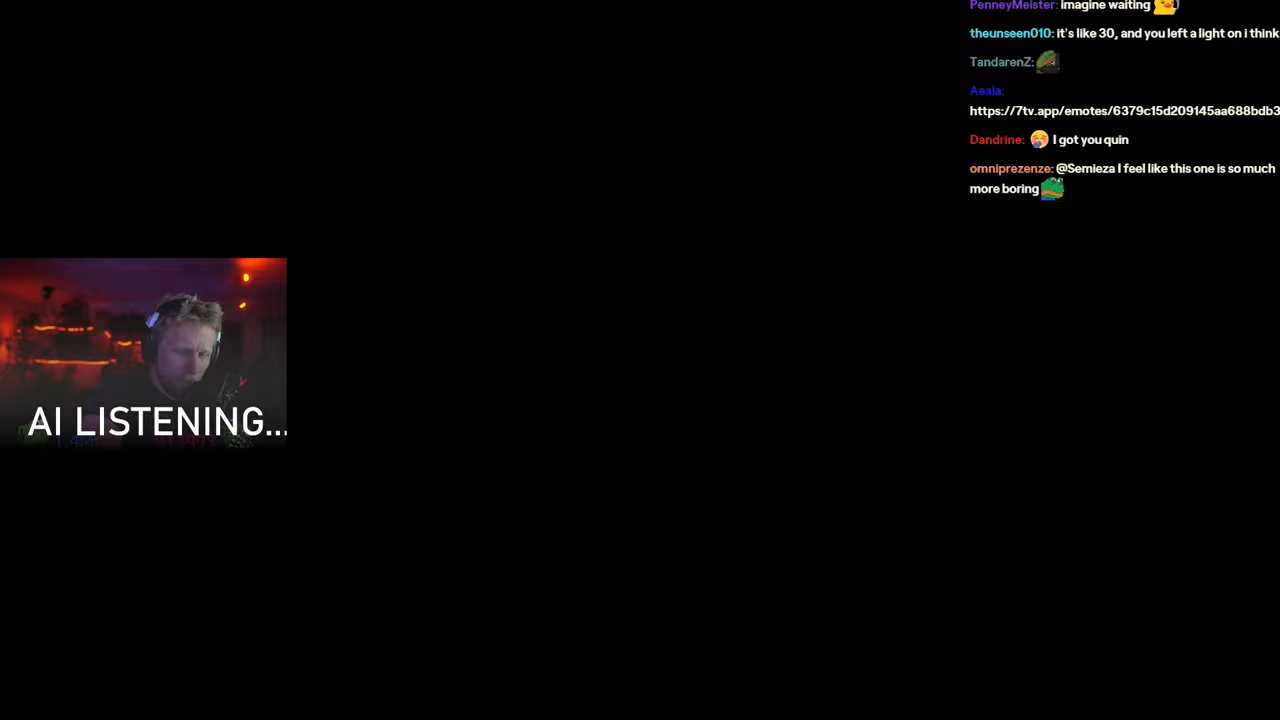 PenneyMeister: imagine waiting
theunseen010: it's like 30, and you left a light on i think
TandarenZ:
Aeala:
https://7tv.app/emotes/6379c15d209145aa688bdb3
Dandrine: I got you quin
omniprezenze: @Semieza I feel like this one is so much
more boring
AI LISTENING...